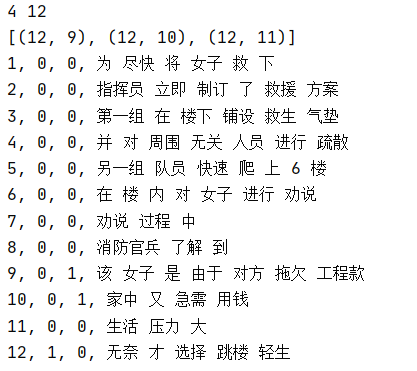 4 12
[(12, 9), (12, 10), (12, 11)]
1, 0, 0, 为 尽快 将 女子 救 下
2, 0, 0, 指挥员 立即 制订 了 救援 方案
3, 0, 0, 第一组 在 楼下 铺设 救生 气垫
4, 0, 0, 并 对 周围 无关 人员 进行 疏散
5, 0, 0, 另一组 队员 快速 爬 上 6 楼
6, 0, 0, 在 楼 内 对 女子 进行 劝说
7, 0, 0, 劝说 过程 中
8, 0, 0, 消防官兵 了解 到
9, 0, 1, 该 女子 是 由于 对方 拖欠 工程款
10, 0, 1, 家中 又 急需 用钱
11, 0, 0, 生活 压力 大
12, 1, 0, 无奈 才 选择 跳楼 轻生